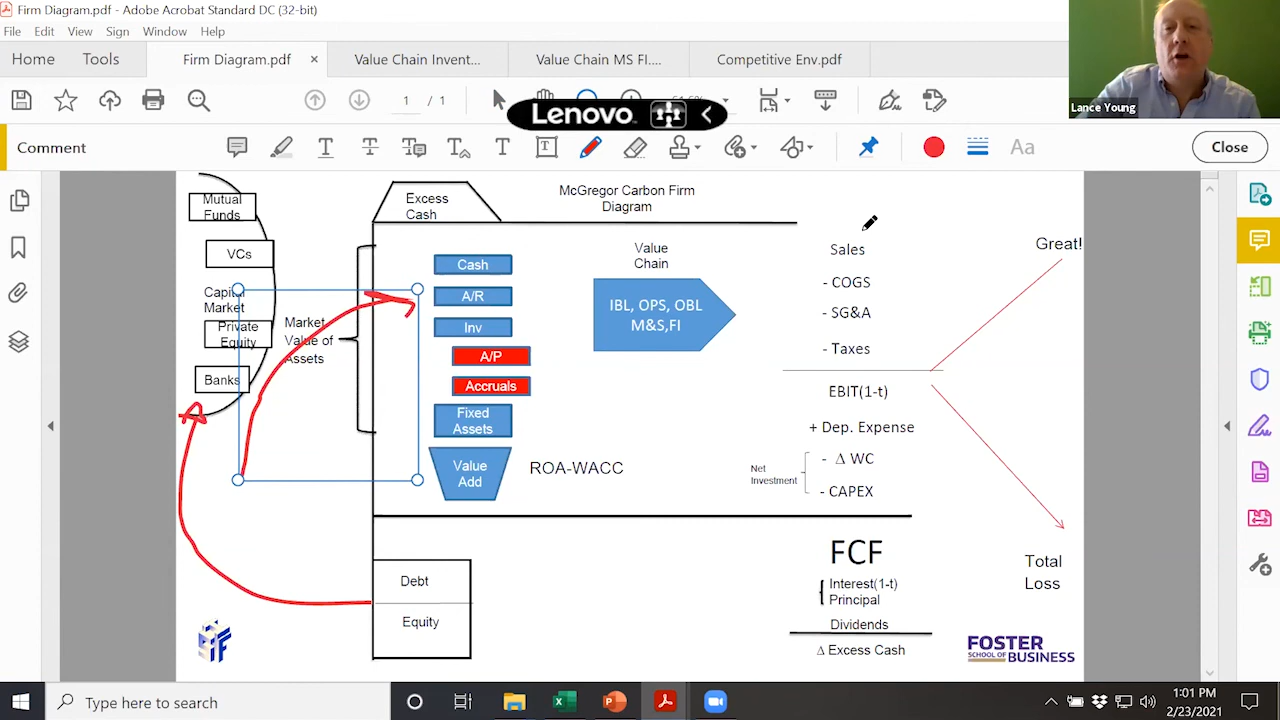 Firm Diagram.pdf - Adobe Acrobat Standard DC (32-bit)
File Edit View Sign Window Help
Home Tools Firm Diagram.pdf × Value Chain Invent... Value Chain MS FI.... Competitive Env.pdf
1 / 1
Lenovo
Lance Young
Comment
Aa
Close
Mutual
Funds
VCs
Capital
Market
Private
Equity
Banks
Market
Value of
Assets
Excess
Cash
McGregor Carbon Firm
Diagram
Cash
A/R
Inv
A/P
Accruals
Fixed
Assets
Value
Add
ROA-WACC
Value
Chain
IBL, OPS, OBL
M&S,FI
Sales
- COGS
- SG&A
- Taxes
EBIT(1-t)
+ Dep. Expense
Net
Investment
- Δ WC
- CAPEX
Great!
Total
Loss
Debt
Equity
FCF
Interest(1-t)
Principal
Dividends
Δ Excess Cash
FOSTER
SCHOOL OF BUSINESS
Type here to search
1:01 PM
2/23/2021